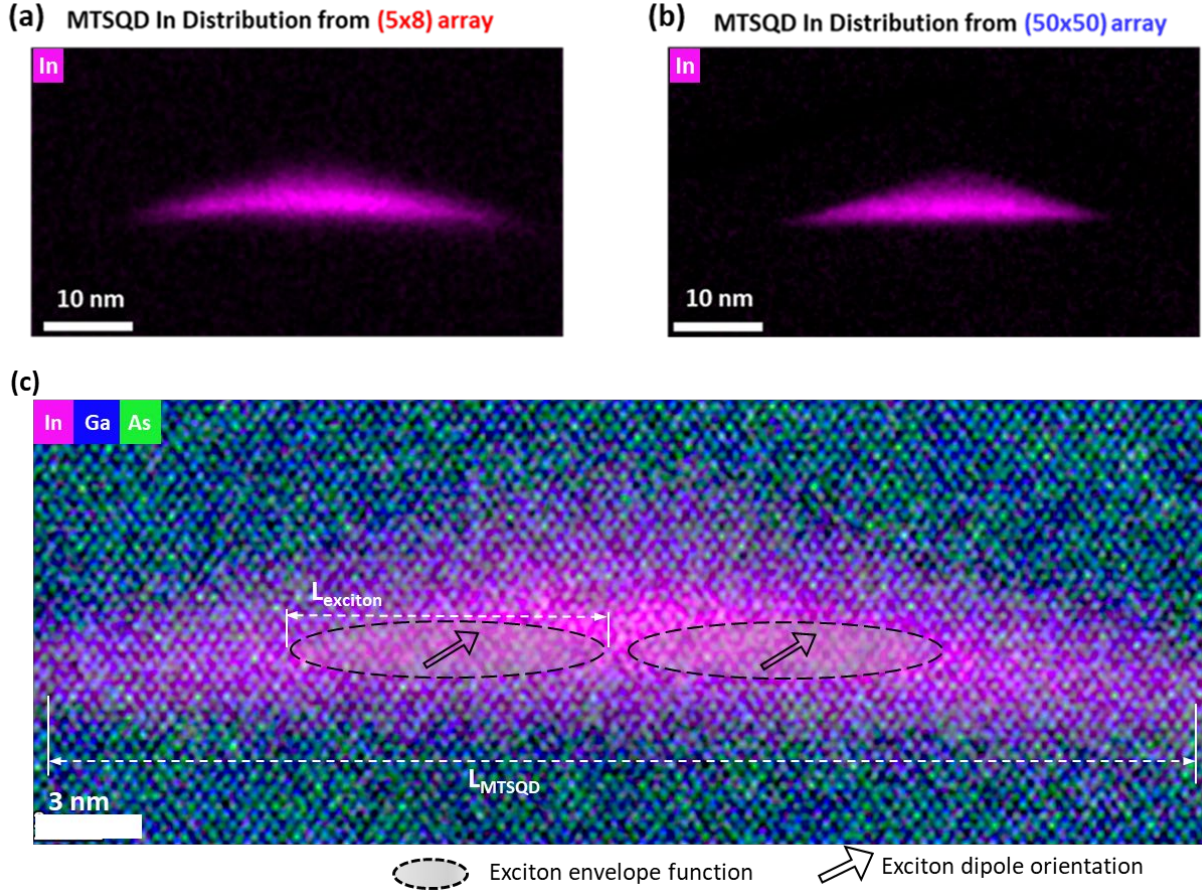 (a) MTSQD In Distribution from (5x8) array
In
10 nm
(b) MTSQD In Distribution from (50x50) array
In
10 nm
(c)
In Ga As
Lexciton
LMTSQD
3 nm
Exciton envelope function
Exciton dipole orientation